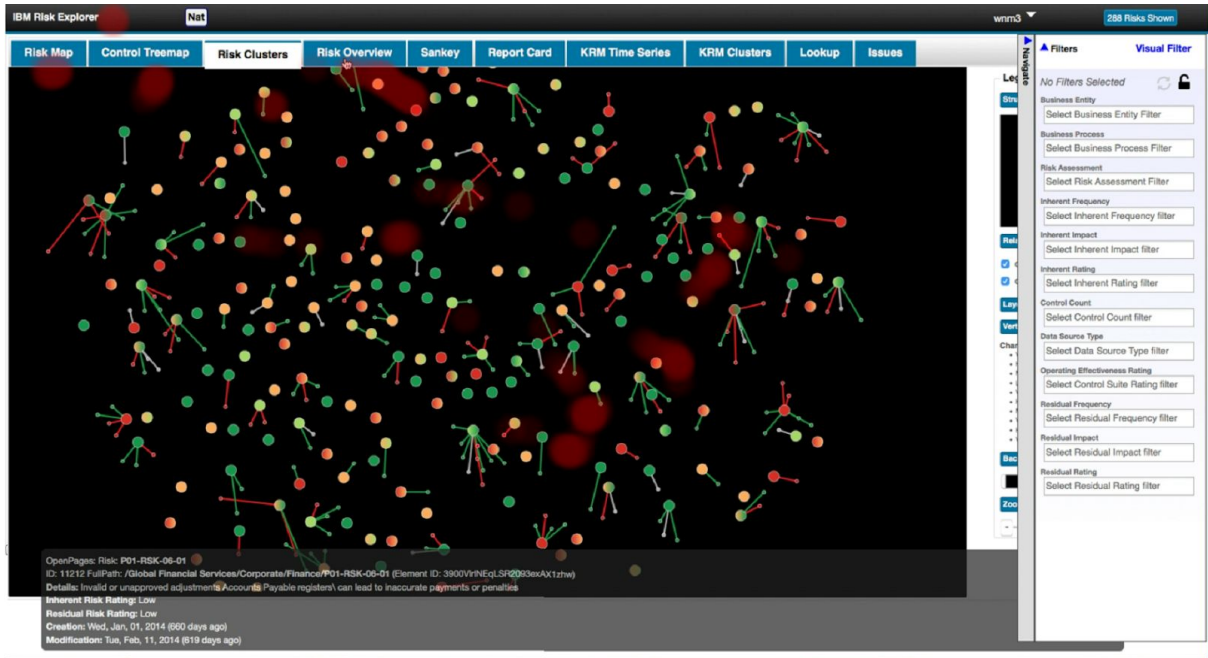 IBM Risk Explorer
Nat
wnm3
288 Risks Shown
Risk Map
Control Treemap
Risk Clusters
Risk Overview
Sankey
Report Card
KRM Time Series
KRM Clusters
Lookup
Issues
Navigate
Filters
Visual Filter
No Filters Selected
Business Entity
Select Business Entity Filter
Business Process
Select Business Process Filter
Risk Assessment
Select Risk Assessment Filter
Inherent Frequency
Select Inherent Frequency filter
Inherent Impact
Select Inherent Impact filter
Inherent Rating
Select Inherent Rating filter
Control Count
Select Control Count filter
Data Source Type
Select Data Source Type filter
Operating Effectiveness Rating
Select Control Suite Rating filter
Residual Frequency
Select Residual Frequency filter
Residual Impact
Select Residual Impact filter
Residual Rating
Select Residual Rating filter
OpenPages: Risk: P01-RSK-06-01
ID: 11212 FullPath: /Global Financial Services/Corporate/Finance/P01-RSK-06-01 (Element ID:
Details: Invalid or unapproved adjustments Accounts Payable registers\ can lead to inaccurate payments or penalties
Inherent Risk Rating: Low
Residual Risk Rating: Low
Creation: Wed, Jan, 01, 2014 (660 days ago)
Modification: Tue, Feb, 11, 2014 (619 days ago)